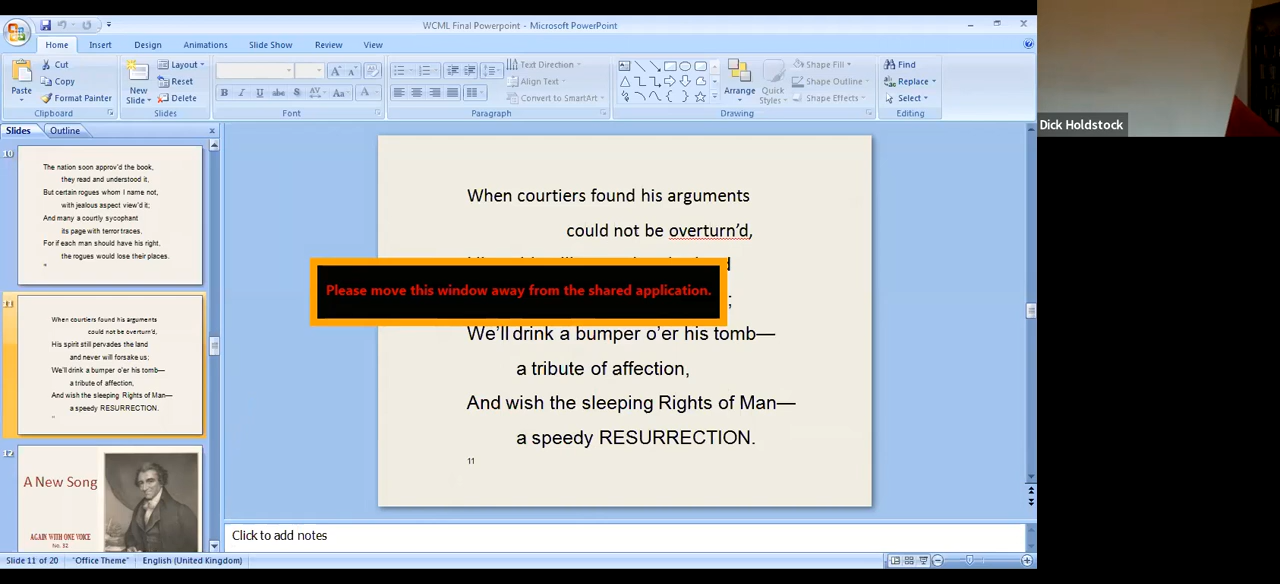 WCML Final Powerpoint - Microsoft PowerPoint
Home Insert Design Animations Slide Show Review View
Paste
Cut
Copy
Format Painter
Clipboard
New Slide
Layout
Reset
Delete
Slides
Font
Text Direction
Align Text
Convert to SmartArt
Paragraph
Arrange
Quick Styles
Shape Fill
Shape Outline
Shape Effects
Drawing
Find
Replace
Select
Editing
Dick Holdstock
Slides Outline
10
The nation soon approv'd the book,
they read and understood it,
But certain rogues whom I name not,
with jealous aspect view'd it;
And many a courtly sycophant
its page with terror traces.
For if each man should have his right,
the rogues would lose their places.
11
When courtiers found his arguments
could not be overturn'd,
His spirit still pervades the land
and never will forsake us;
We'll drink a bumper o'er his tomb—
a tribute of affection,
And wish the sleeping Rights of Man—
a speedy RESURRECTION.
12
A New Song
AGAIN WITH ONE VOICE
No. 32
When courtiers found his arguments
could not be overturn'd,
Please move this window away from the shared application.
We'll drink a bumper o'er his tomb—
a tribute of affection,
And wish the sleeping Rights of Man—
a speedy RESURRECTION.
11
Click to add notes
Slide 11 of 20 "Office Theme" English (United Kingdom)